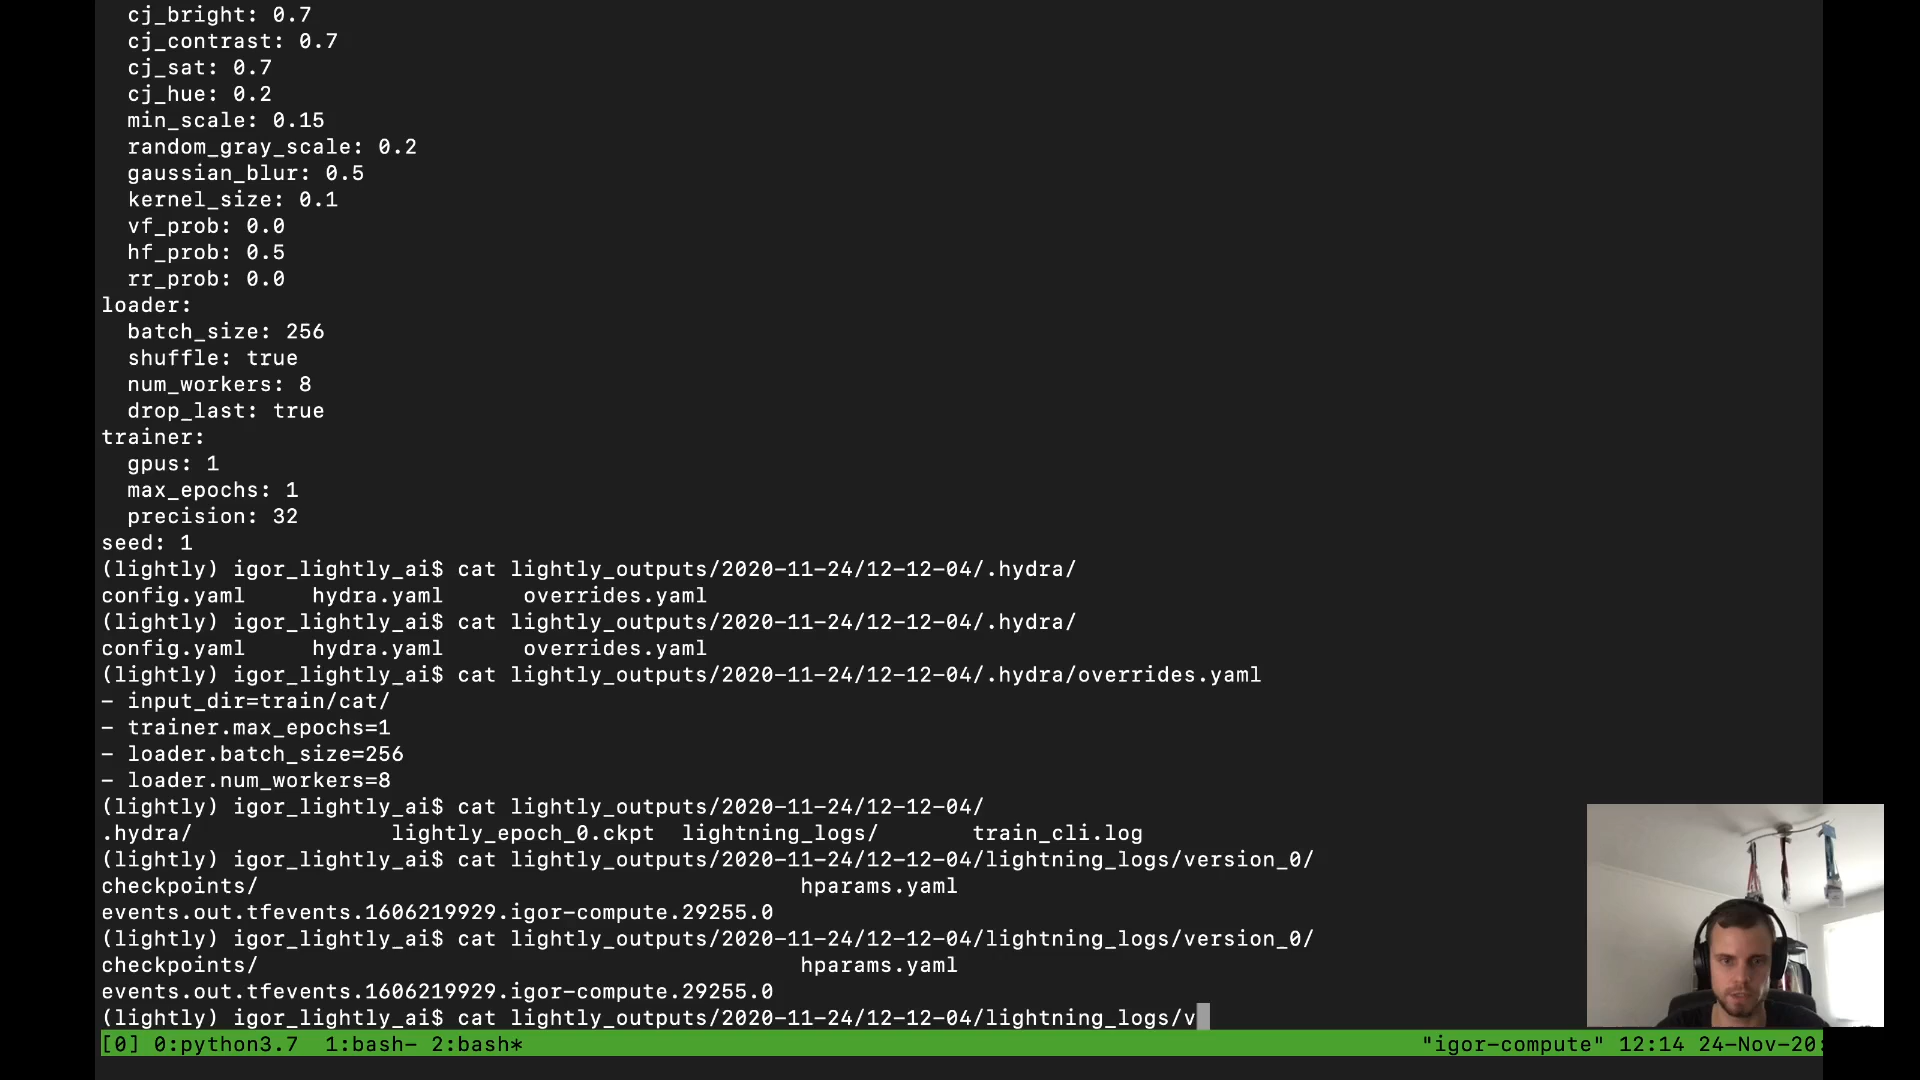 cj_bright: 0.7
cj_contrast: 0.7
cj_sat: 0.7
cj_hue: 0.2
min_scale: 0.15
random_gray_scale: 0.2
gaussian_blur: 0.5
kernel_size: 0.1
vf_prob: 0.0
hf_prob: 0.5
rr_prob: 0.0
loader:
batch_size: 256
shuffle: true
num_workers: 8
drop_last: true
trainer:
gpus: 1
max_epochs: 1
precision: 32
seed: 1
(lightly) igor_lightly_ai$ cat lightly_outputs/2020-11-24/12-12-04/.hydra/
config.yaml hydra.yaml overrides.yaml
(lightly) igor_lightly_ai$ cat lightly_outputs/2020-11-24/12-12-04/.hydra/
config.yaml hydra.yaml overrides.yaml
(lightly) igor_lightly_ai$ cat lightly_outputs/2020-11-24/12-12-04/.hydra/overrides.yaml
- input_dir=train/cat/
- trainer.max_epochs=1
- loader.batch_size=256
- loader.num_workers=8
(lightly) igor_lightly_ai$ cat lightly_outputs/2020-11-24/12-12-04/
.hydra/ lightly_epoch_0.ckpt lightning_logs/ train_cli.log
(lightly) igor_lightly_ai$ cat lightly_outputs/2020-11-24/12-12-04/lightning_logs/version_0/
checkpoints/ hparams.yaml
events.out.tfevents.1606219929.igor-compute.29255.0
(lightly) igor_lightly_ai$ cat lightly_outputs/2020-11-24/12-12-04/lightning_logs/version_0/
checkpoints/ hparams.yaml
events.out.tfevents.1606219929.igor-compute.29255.0
(lightly) igor_lightly_ai$ cat lightly_outputs/2020-11-24/12-12-04/lightning_logs/v
[0] 0:python3.7 1:bash- 2:bash* "igor-compute" 12:14 24-Nov-20